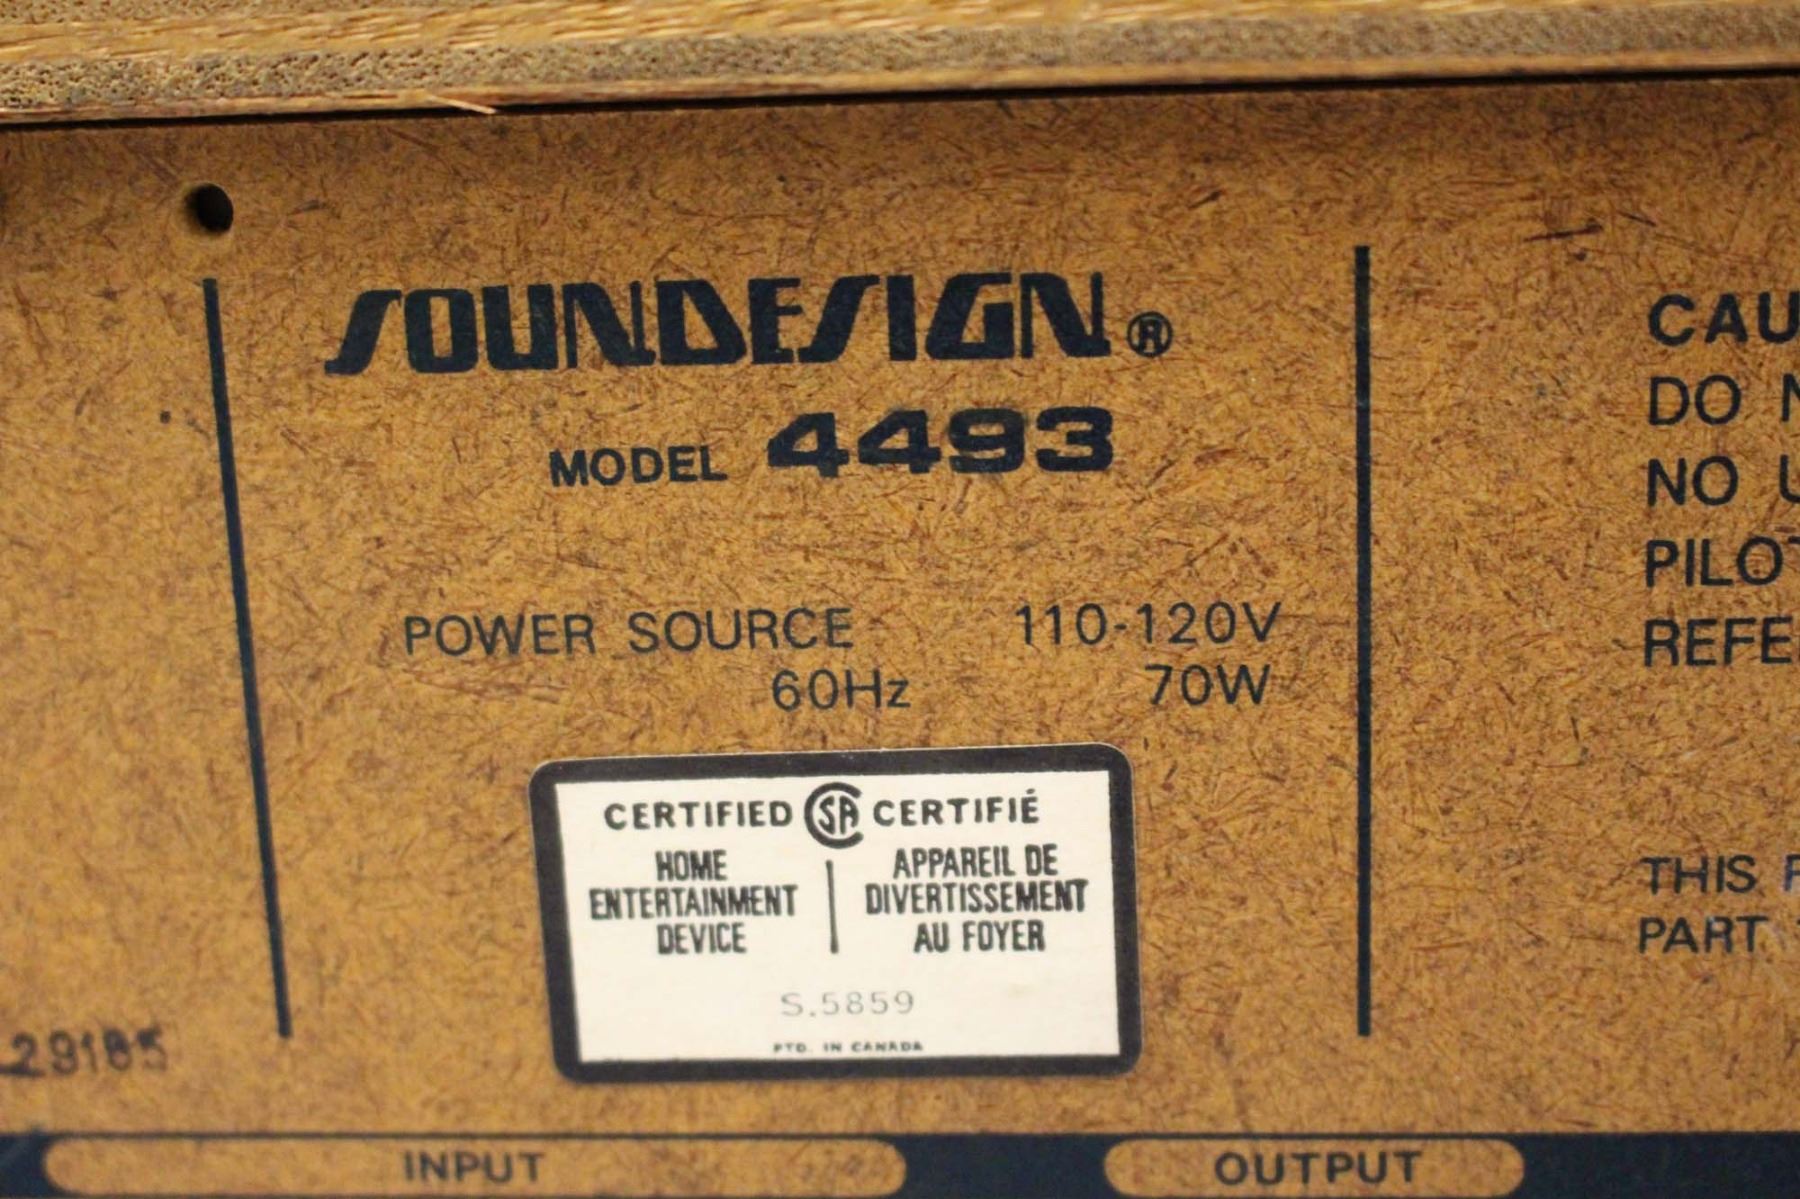 SOUNDESIGN®
MODEL 4493
POWER SOURCE 110-120V
60Hz 70W
CERTIFIED CSA CERTIFIÉ
HOME ENTERTAINMENT DEVICE
APPAREIL DE DIVERTISSEMENT AU FOYER
S.5859
PTD. IN CANADA
29185
CAU
DO N
NO U
PILOT
REFE
THIS
PART
INPUT
OUTPUT